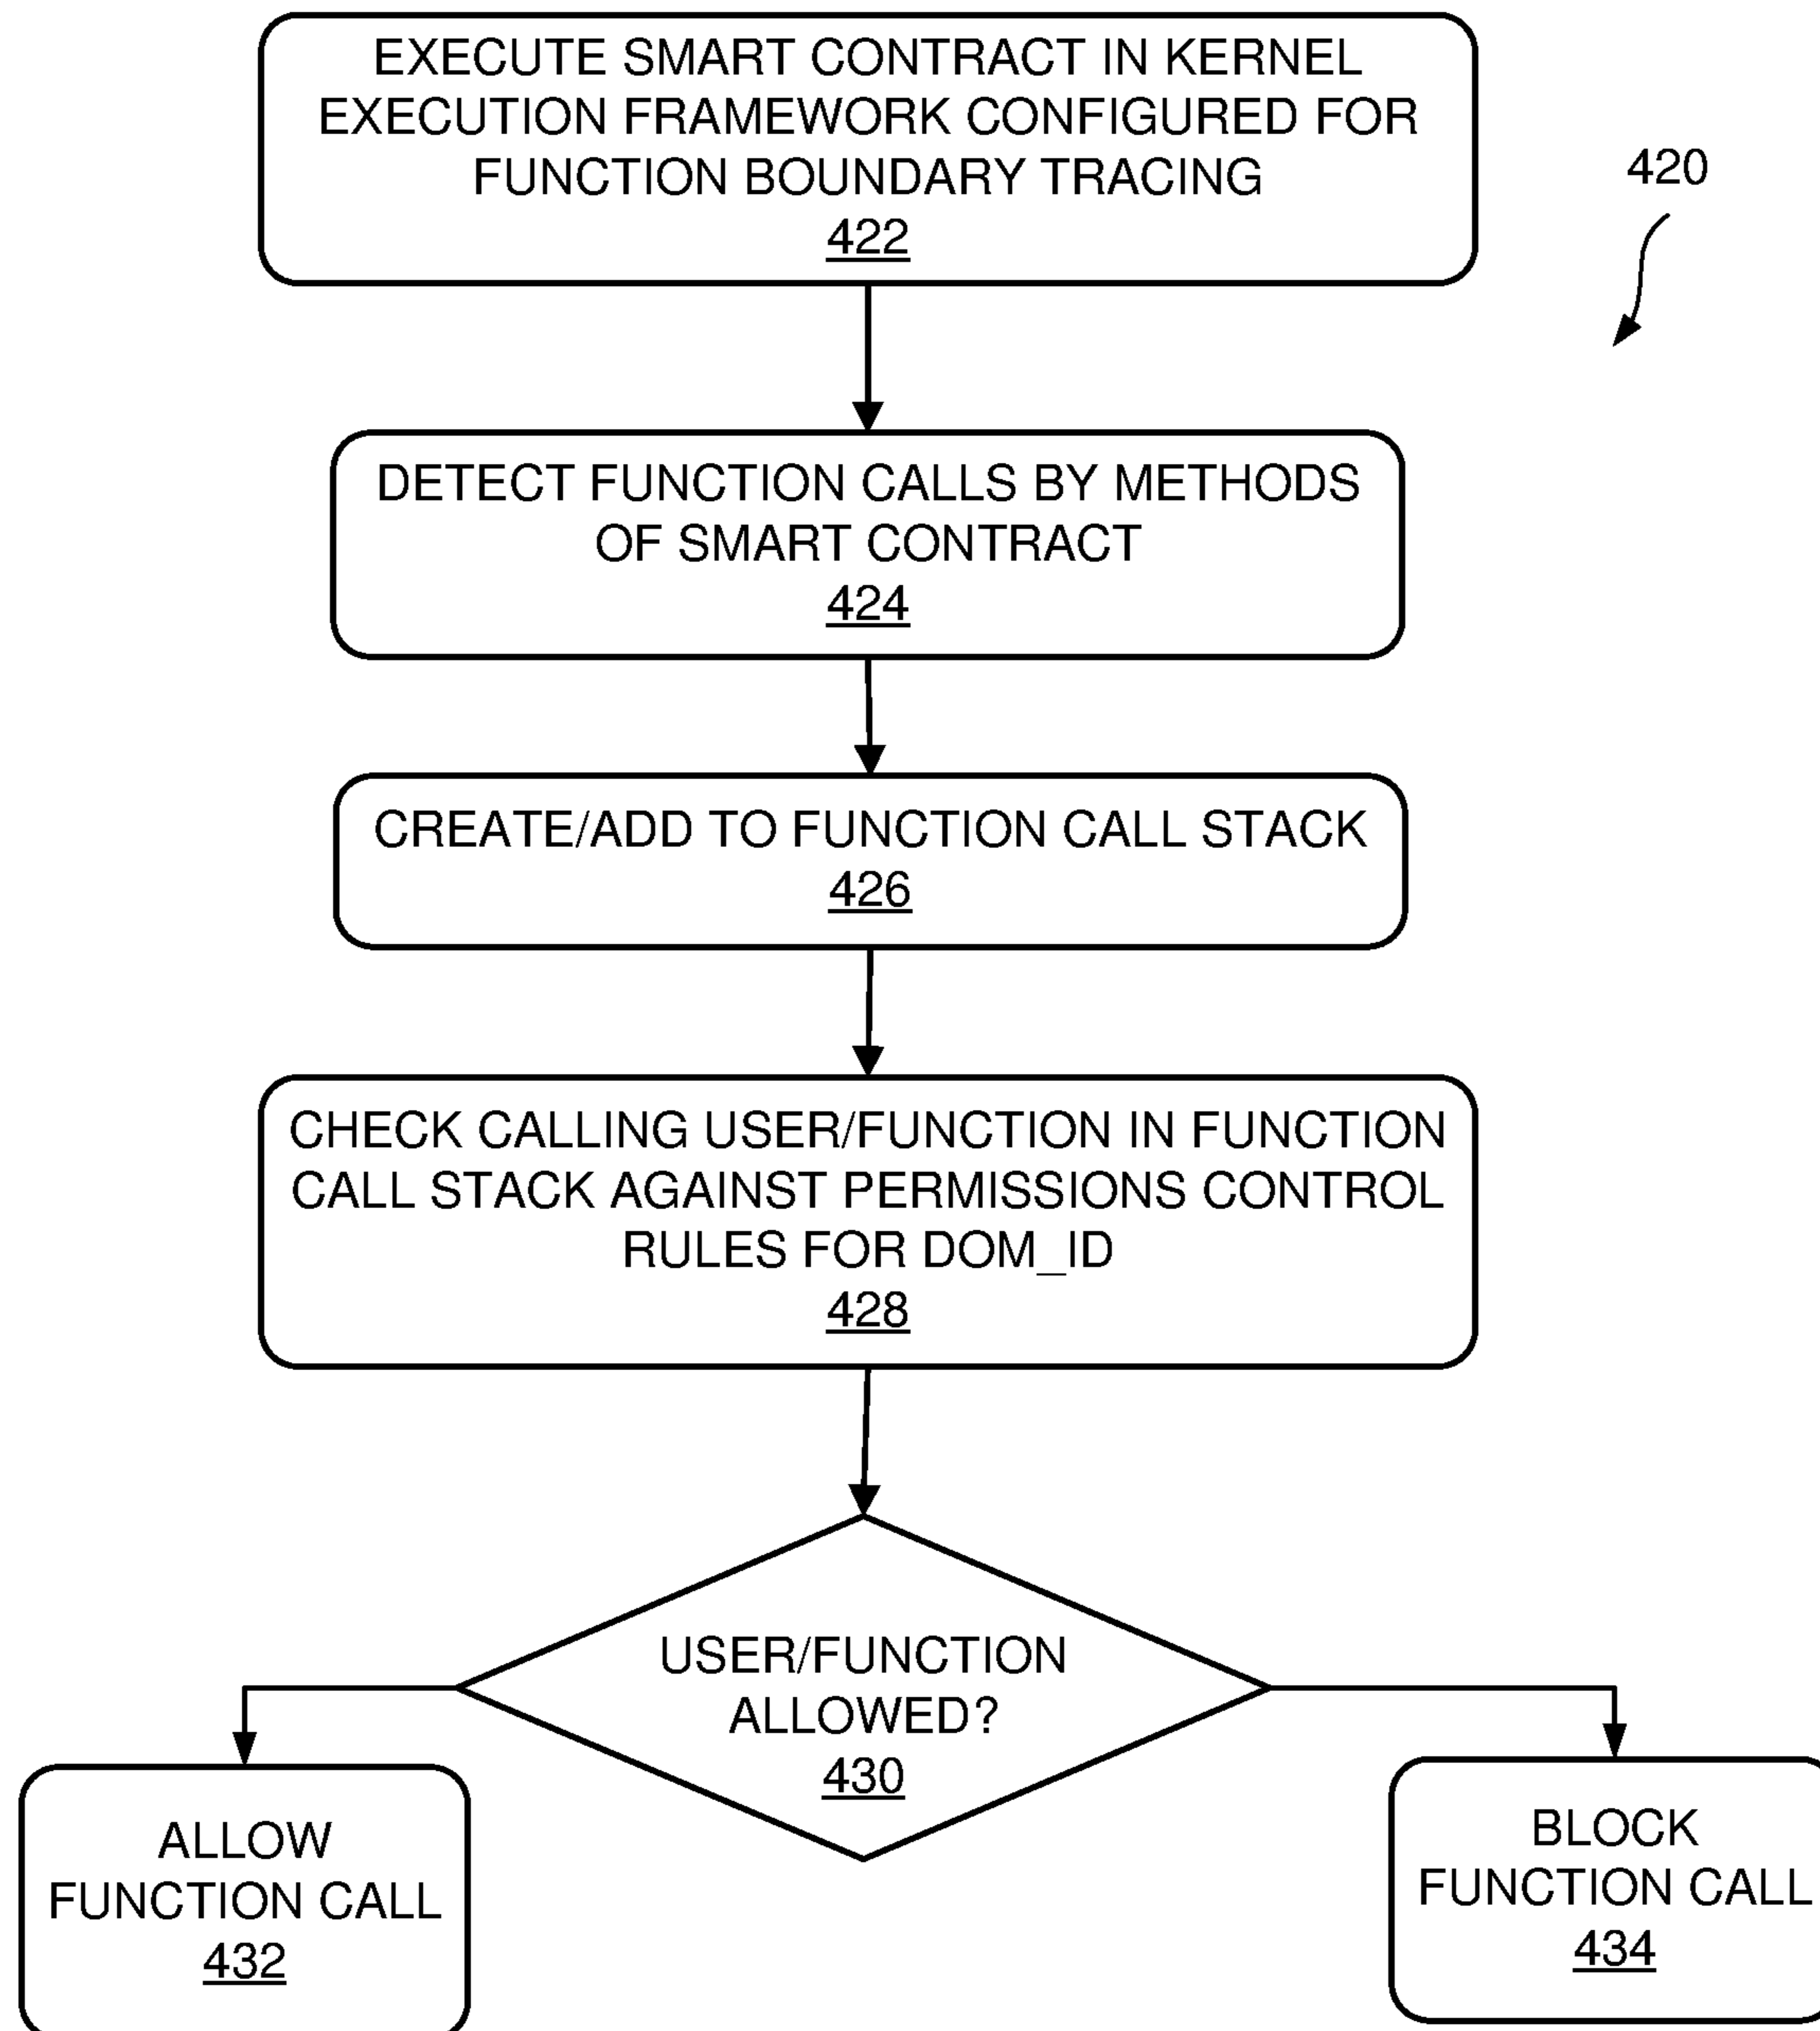 EXECUTE SMART CONTRACT IN KERNEL
EXECUTION FRAMEWORK CONFIGURED FOR
FUNCTION BOUNDARY TRACING
422
420
DETECT FUNCTION CALLS BY METHODS
OF SMART CONTRACT
424
CREATE/ADD TO FUNCTION CALL STACK
426
CHECK CALLING USER/FUNCTION IN FUNCTION
CALL STACK AGAINST PERMISSIONS CONTROL
RULES FOR DOM_ID
428
USER/FUNCTION
ALLOWED?
430
ALLOW
FUNCTION CALL
432
BLOCK
FUNCTION CALL
434